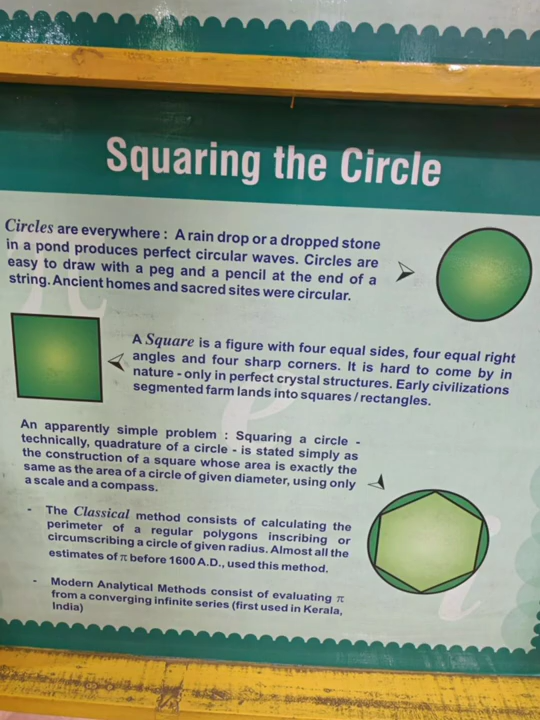 Squaring the Circle
Circles are everywhere : A rain drop or a dropped stone
in a pond produces perfect circular waves. Circles are
easy to draw with a peg and a pencil at the end of a
string. Ancient homes and sacred sites were circular.
A Square is a figure with four equal sides, four equal right
angles and four sharp corners. It is hard to come by in
nature - only in perfect crystal structures. Early civilizations
segmented farm lands into squares / rectangles.
An apparently simple problem : Squaring a circle -
technically, quadrature of a circle - is stated simply as
the construction of a square whose area is exactly the
same as the area of a circle of given diameter, using only
a scale and a compass.
- The Classical method consists of calculating the
perimeter of a regular polygons inscribing or
circumscribing a circle of given radius. Almost all the
estimates of π before 1600 A.D., used this method.
- Modern Analytical Methods consist of evaluating π
from a converging infinite series (first used in Kerala,
India)
π
e
i